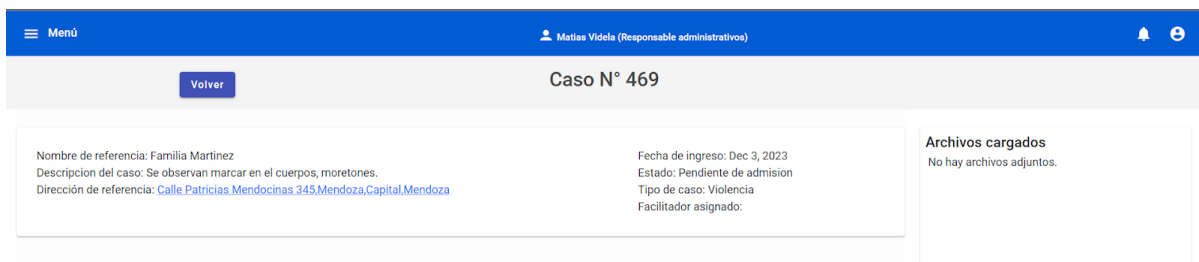 Menú
Matias Videla (Responsable administrativos)
Volver
Caso N° 469
Nombre de referencia: Familia Martinez
Descripcion del caso: Se observan marcar en el cuerpos, moretones.
Dirección de referencia: Calle Patricias Mendocinas 345,Mendoza,Capital,Mendoza
Fecha de ingreso: Dec 3, 2023
Estado: Pendiente de admision
Tipo de caso: Violencia
Facilitador asignado:
Archivos cargados
No hay archivos adjuntos.